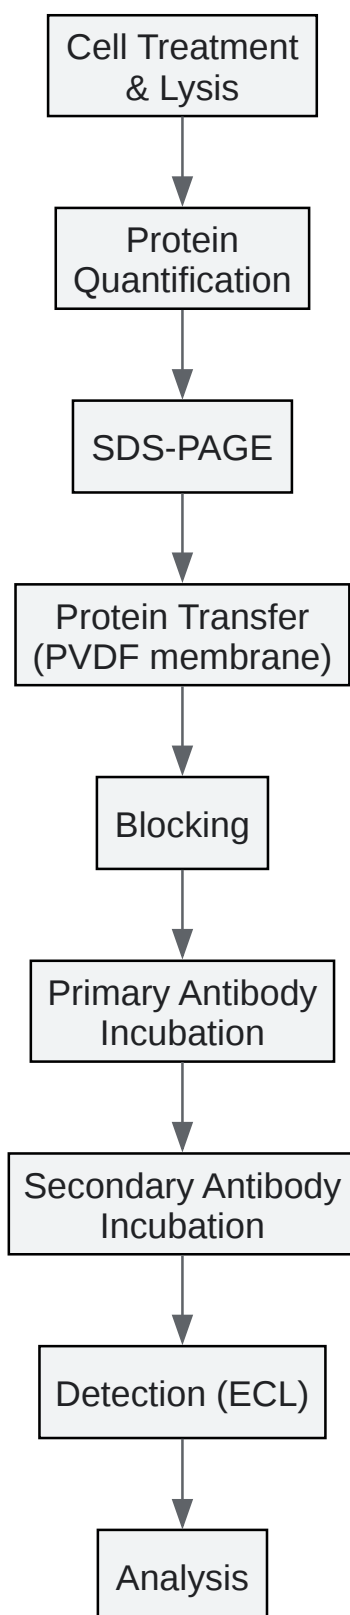 Cell Treatment
& Lysis
Protein
Quantification
SDS-PAGE
Protein Transfer
(PVDF membrane)
Blocking
Primary Antibody
Incubation
Secondary Antibody
Incubation
Detection (ECL)
Analysis